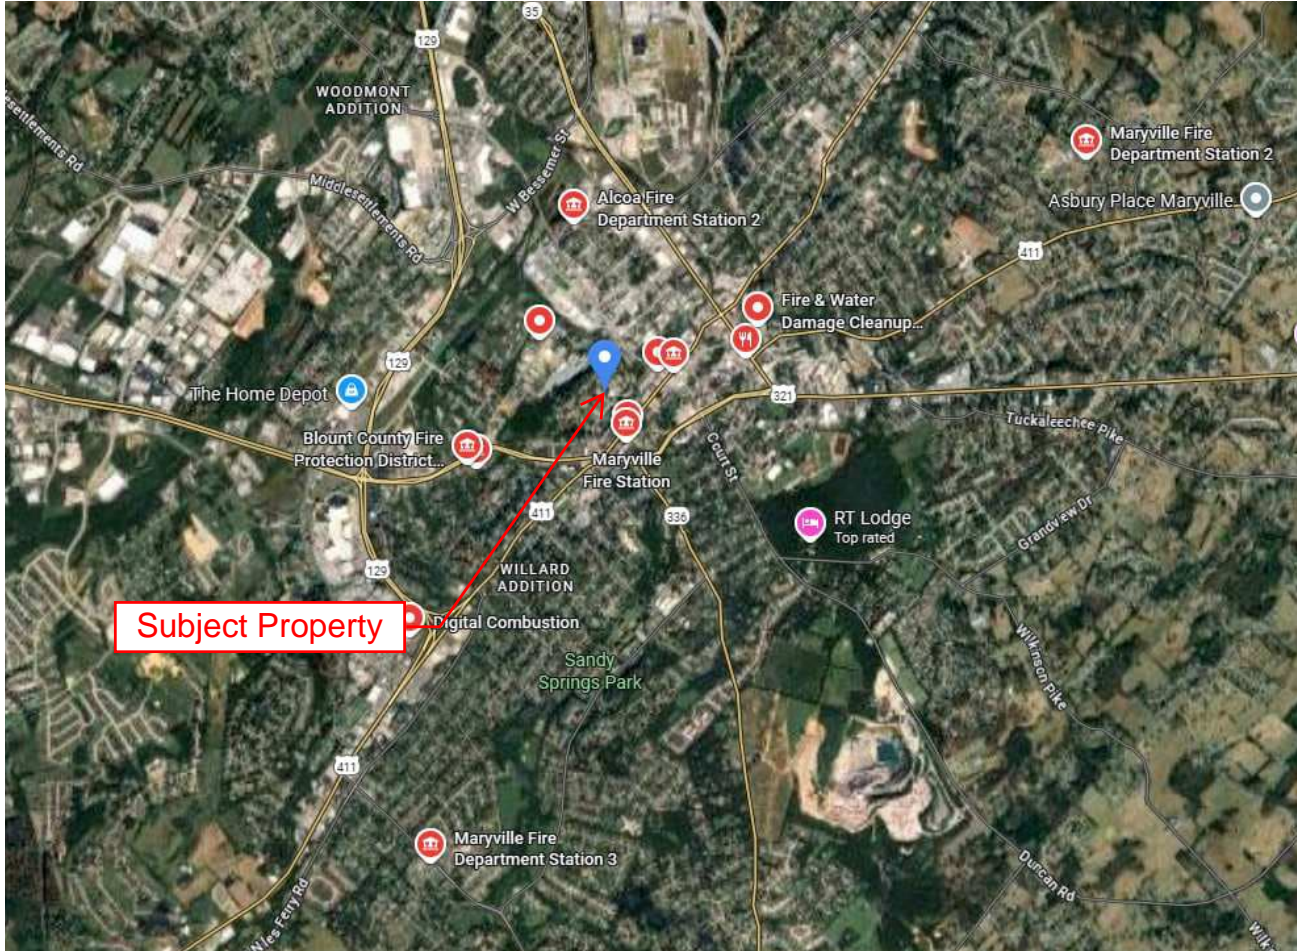 35
129
WOODMONT
ADDITION
Maryville Fire
Department Station 2
W Bessemer St
Middlesettlements Rd
Alcoa Fire
Department Station 2
Asbury Place Maryville...
411
Fire & Water
Damage Cleanup...
129
The Home Depot
321
Tuckaleechee Pike
Blount County Fire
Protection District...
Maryville
Fire Station
Court St
411
336
RT Lodge
Top rated
Grandview Dr
129
WILLARD
ADDITION
Subject Property
Digital Combustion
Wilkinson Pike
Sandy
Springs Park
411
Maryville Fire
Department Station 3
Duncan Rd
Niles Ferry Rd